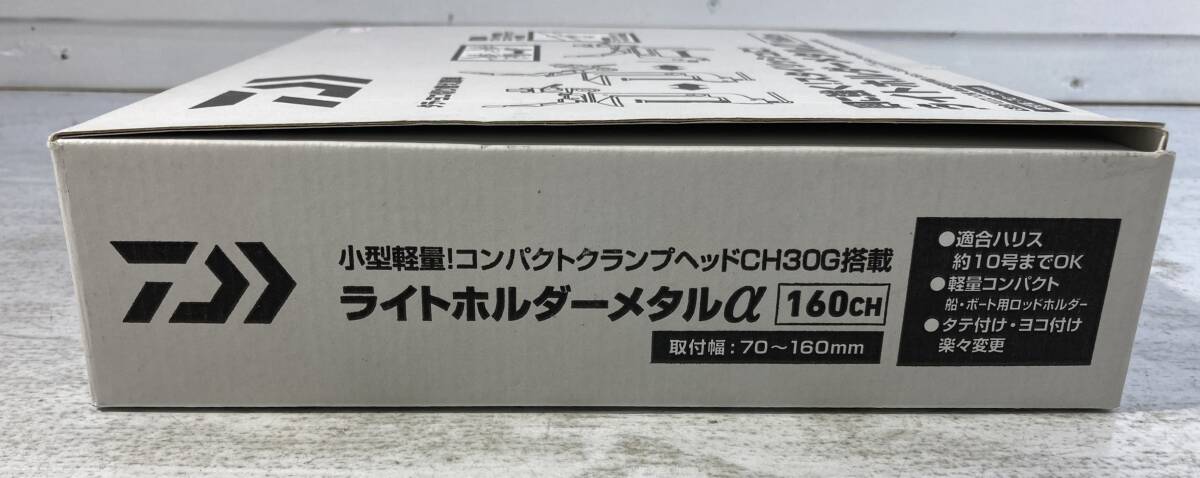 小型軽量!コンパクトクランプヘッドCH30G搭載
ライトホルダーメタルα 160CH
取付幅:70～160mm
●適合ハリス
約10号までOK
●軽量コンパクト
船・ボート用ロッドホルダー
●タテ付け・ヨコ付け
楽々変更